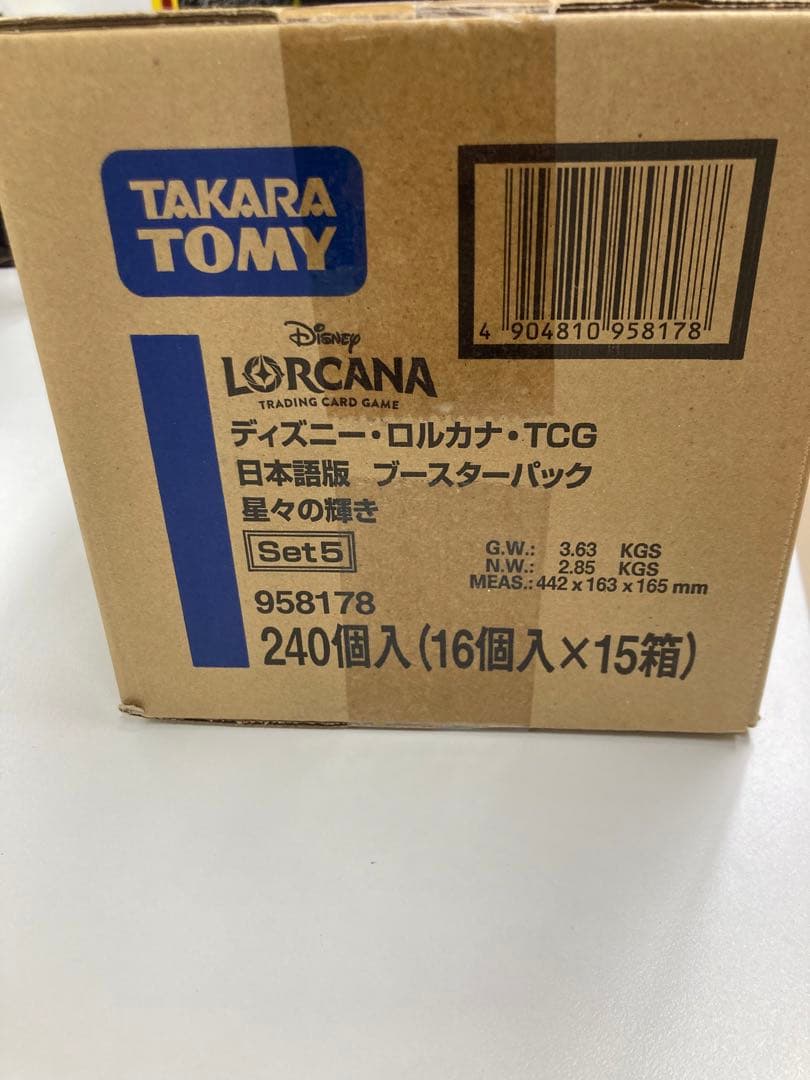 TAKARA
TOMY
4 904810 958178
Disney
LORCANA
TRADING CARD GAME
ディズニー・ロルカナ・TCG
日本語版 ブースターパック
星々の輝き
Set5
G.W.: 3.63 KGS
N.W.: 2.85 KGS
MEAS.: 442 x 163 x 165 mm
958178
240個入(16個入×15箱)